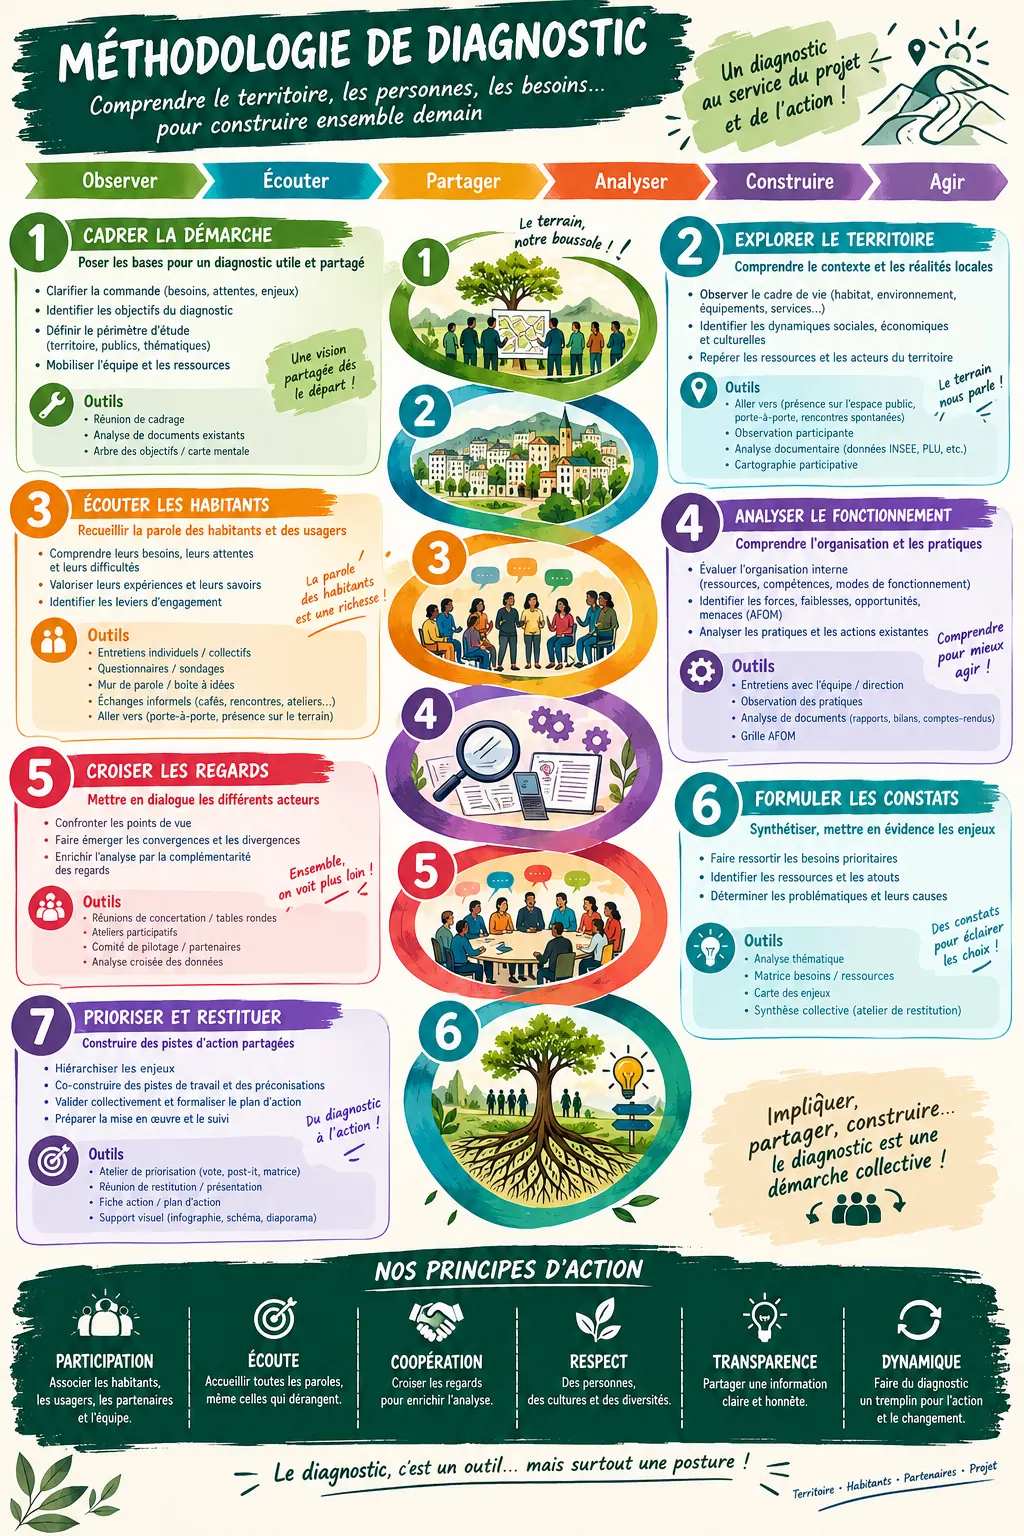 MÉTHODOLOGIE DE DIAGNOSTIC
Comprendre le territoire, les personnes, les besoins...
pour construire ensemble demain
Un diagnostic
au service du projet
et de l'action !
Observer
Écouter
Partager
Analyser
Construire
Agir
1 CADRER LA DÉMARCHE
Poser les bases pour un diagnostic utile et partagé
• Clarifier la commande (besoins, attentes, enjeux)
• Identifier les objectifs du diagnostic
• Définir le périmètre d'étude
(territoire, publics, thématiques)
• Mobiliser l'équipe et les ressources
Une vision
partagée dès
le départ !
Outils
• Réunion de cadrage
• Analyse de documents existants
• Arbre des objectifs / carte mentale
Le terrain,
notre boussole !
1
2
3
4
5
6
2 EXPLORER LE TERRITOIRE
Comprendre le contexte et les réalités locales
• Observer le cadre de vie (habitat, environnement,
équipements, services...)
• Identifier les dynamiques sociales, économiques
et culturelles
• Repérer les ressources et les acteurs du territoire
Le terrain
nous parle !
Outils
• Aller vers (présence sur l'espace public,
porte-à-porte, rencontres spontanées)
• Observation participante
• Analyse documentaire (données INSEE, PLU, etc.)
• Cartographie participative
3 ÉCOUTER LES HABITANTS
Recueillir la parole des habitants et des usagers
• Comprendre leurs besoins, leurs attentes
et leurs difficultés
• Valoriser leurs expériences et leurs savoirs
• Identifier les leviers d'engagement
La parole
des habitants
est une richesse !
Outils
• Entretiens individuels / collectifs
• Questionnaires / sondages
• Mur de parole / boite à idées
• Échanges informels (cafés, rencontres, ateliers...)
• Aller vers (porte-à-porte, présence sur le terrain)
4 ANALYSER LE FONCTIONNEMENT
Comprendre l'organisation et les pratiques
• Évaluer l'organisation interne
(ressources, compétences, modes de fonctionnement)
• Identifier les forces, faiblesses, opportunités,
menaces (AFOM)
• Analyser les pratiques et les actions existantes
Comprendre
pour mieux
agir !
Outils
• Entretiens avec l'équipe / direction
• Observation des pratiques
• Analyse de documents (rapports, bilans, comptes-rendus)
• Grille AFOM
5 CROISER LES REGARDS
Mettre en dialogue les différents acteurs
• Confronter les points de vue
• Faire émerger les convergences et les divergences
• Enrichir l'analyse par la complémentarité
des regards
Ensemble,
on voit plus loin !
Outils
• Réunions de concertation / tables rondes
• Ateliers participatifs
• Comité de pilotage / partenaires
• Analyse croisée des données
6 FORMULER LES CONSTATS
Synthétiser, mettre en évidence les enjeux
• Faire ressortir les besoins prioritaires
• Identifier les ressources et les atouts
• Déterminer les problématiques et leurs causes
Des constats
pour éclairer
les choix !
Outils
• Analyse thématique
• Matrice besoins / ressources
• Carte des enjeux
• Synthèse collective (atelier de restitution)
7 PRIORISER ET RESTITUER
Construire des pistes d'action partagées
• Hiérarchiser les enjeux
• Co-construire des pistes de travail et des préconisations
• Valider collectivement et formaliser le plan d'action
• Préparer la mise en œuvre et le suivi
Du diagnostic
à l'action !
Outils
• Atelier de priorisation (vote, post-it, matrice)
• Réunion de restitution / présentation
• Fiche action / plan d'action
• Support visuel (infographie, schéma, diaporama)
Impliquer,
partager, construire...
le diagnostic est une
démarche collective !
NOS PRINCIPES D'ACTION
PARTICIPATION
Associer les habitants,
les usagers, les partenaires
et l'équipe.
ÉCOUTE
Accueillir toutes les paroles,
même celles qui dérangent.
COOPÉRATION
Croiser les regards
pour enrichir l'analyse.
RESPECT
Des personnes,
des cultures et des diversités.
TRANSPARENCE
Partager une information
claire et honnête.
DYNAMIQUE
Faire du diagnostic
un tremplin pour l'action
et le changement.
Le diagnostic, c'est un outil... mais surtout une posture !
Territoire • Habitants • Partenaires • Projet